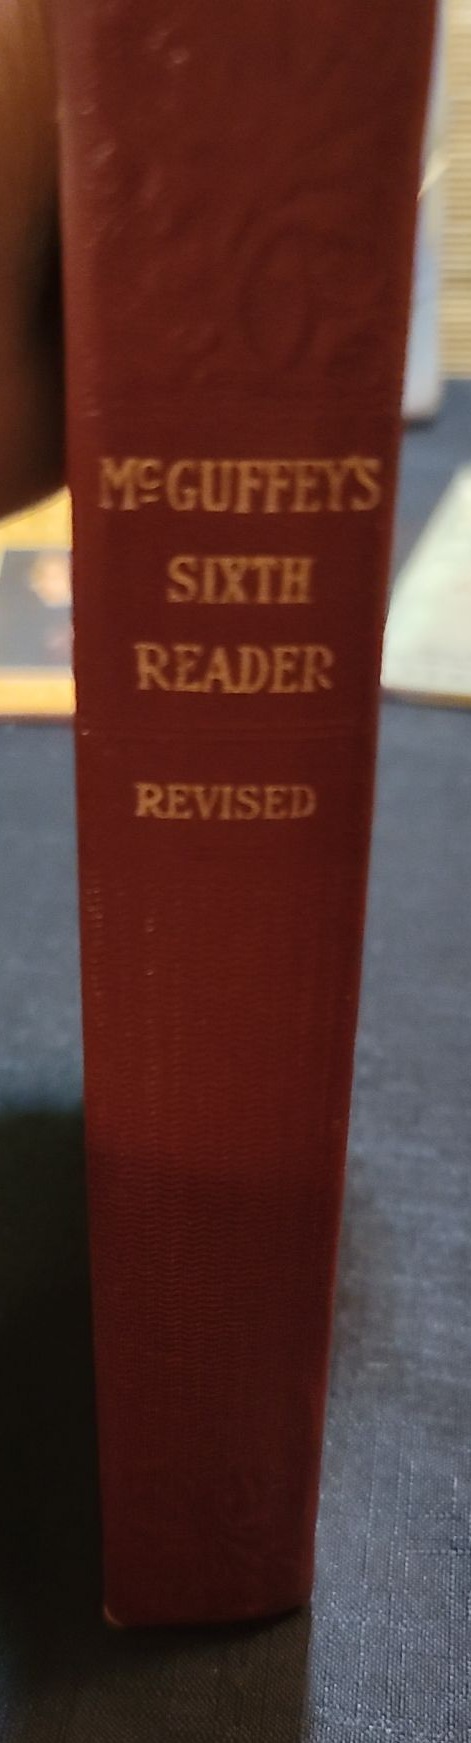 McGUFFEY'S
SIXTH
READER
REVISED